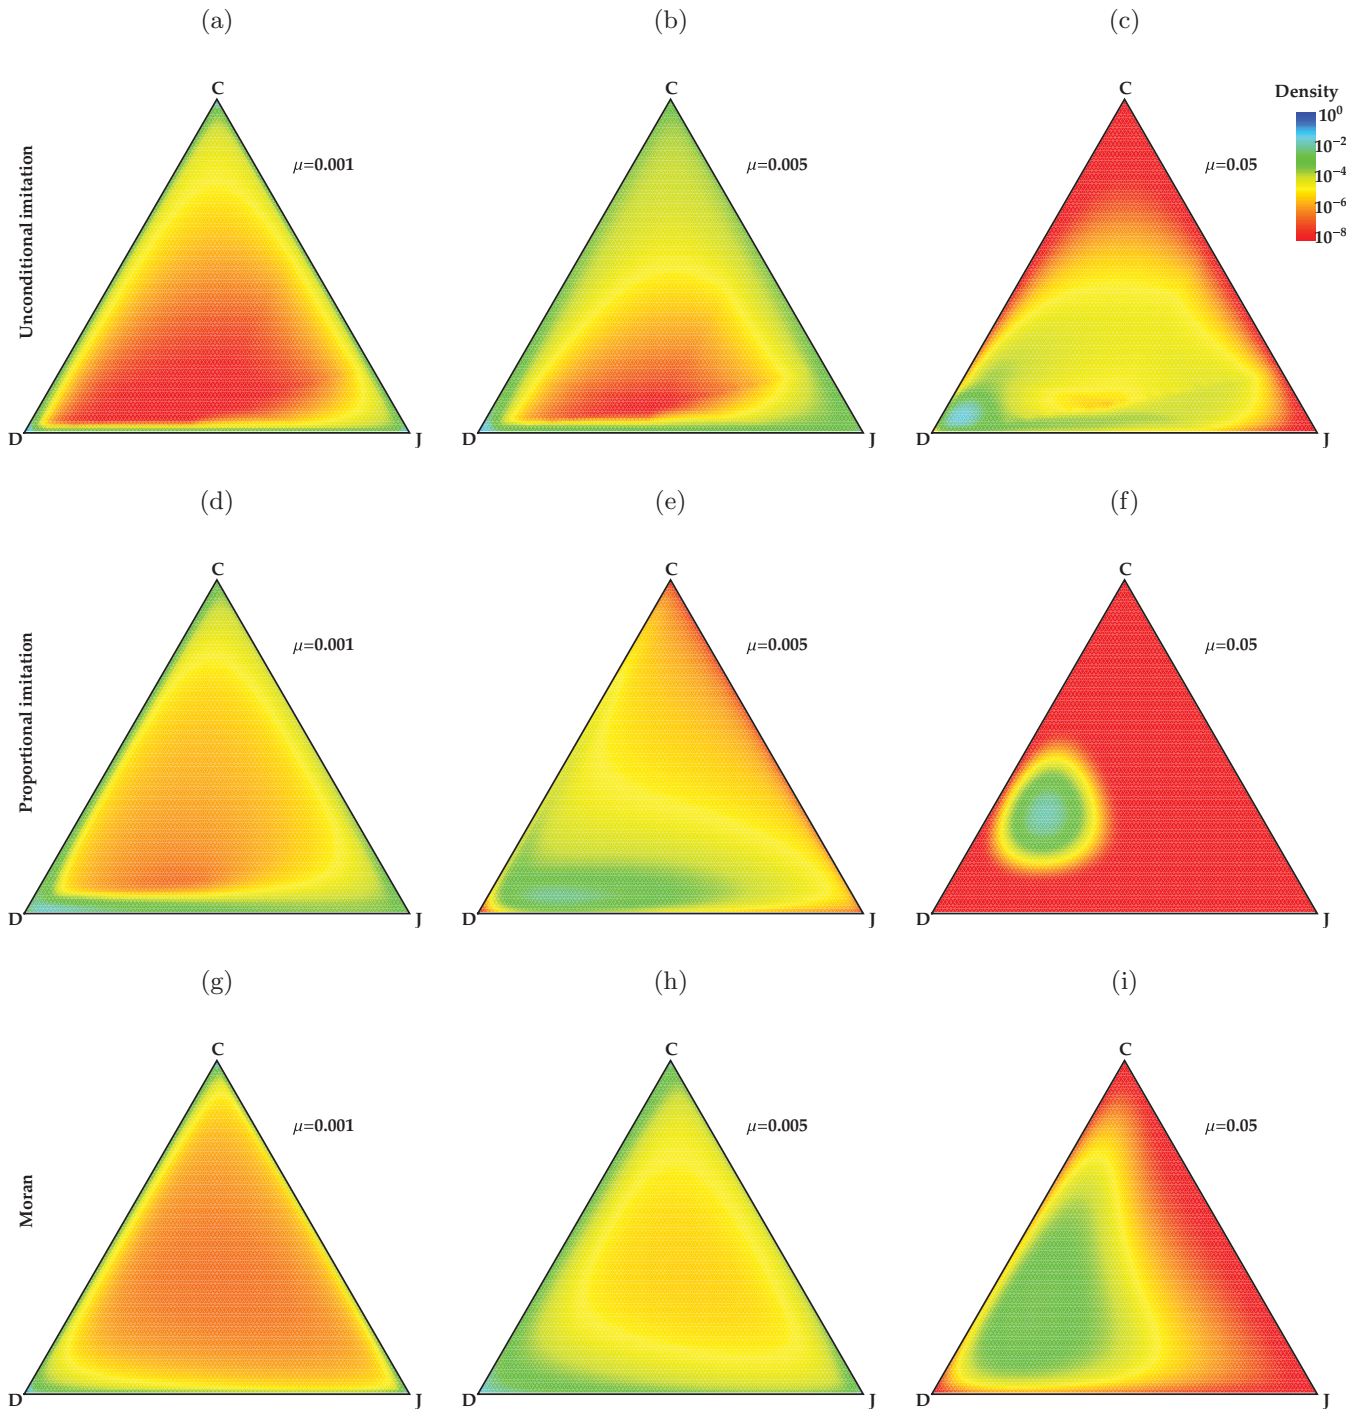 (a) (b) (c)
C C C
Density
10^0
10^-2
10^-4
10^-6
10^-8
Unconditional imitation
μ=0.001 μ=0.005 μ=0.05
D J D J D J
(d) (e) (f)
C C C
Proportional imitation
μ=0.001 μ=0.005 μ=0.05
D J D J D J
(g) (h) (i)
C C C
Moran
μ=0.001 μ=0.005 μ=0.05
D J D J D J